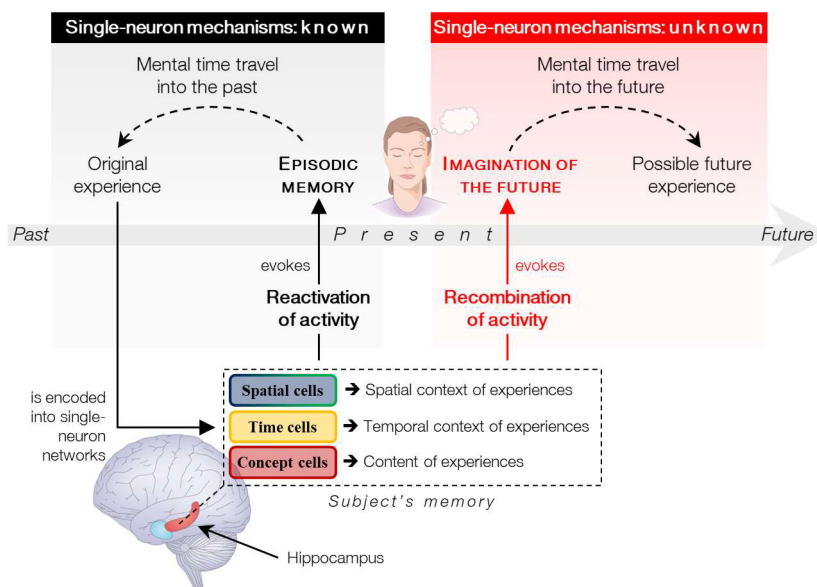 Single-neuron mechanisms: known
Single-neuron mechanisms: unknown
Mental time travel
into the past
Mental time travel
into the future
Original
experience
EPISODIC
MEMORY
IMAGINATION OF
THE FUTURE
Possible future
experience
Past
Present
Future
evokes
evokes
Reactivation
of activity
Recombination
of activity
is encoded
into single-
neuron
networks
Spatial cells ➔ Spatial context of experiences
Time cells ➔ Temporal context of experiences
Concept cells ➔ Content of experiences
Subject's memory
Hippocampus